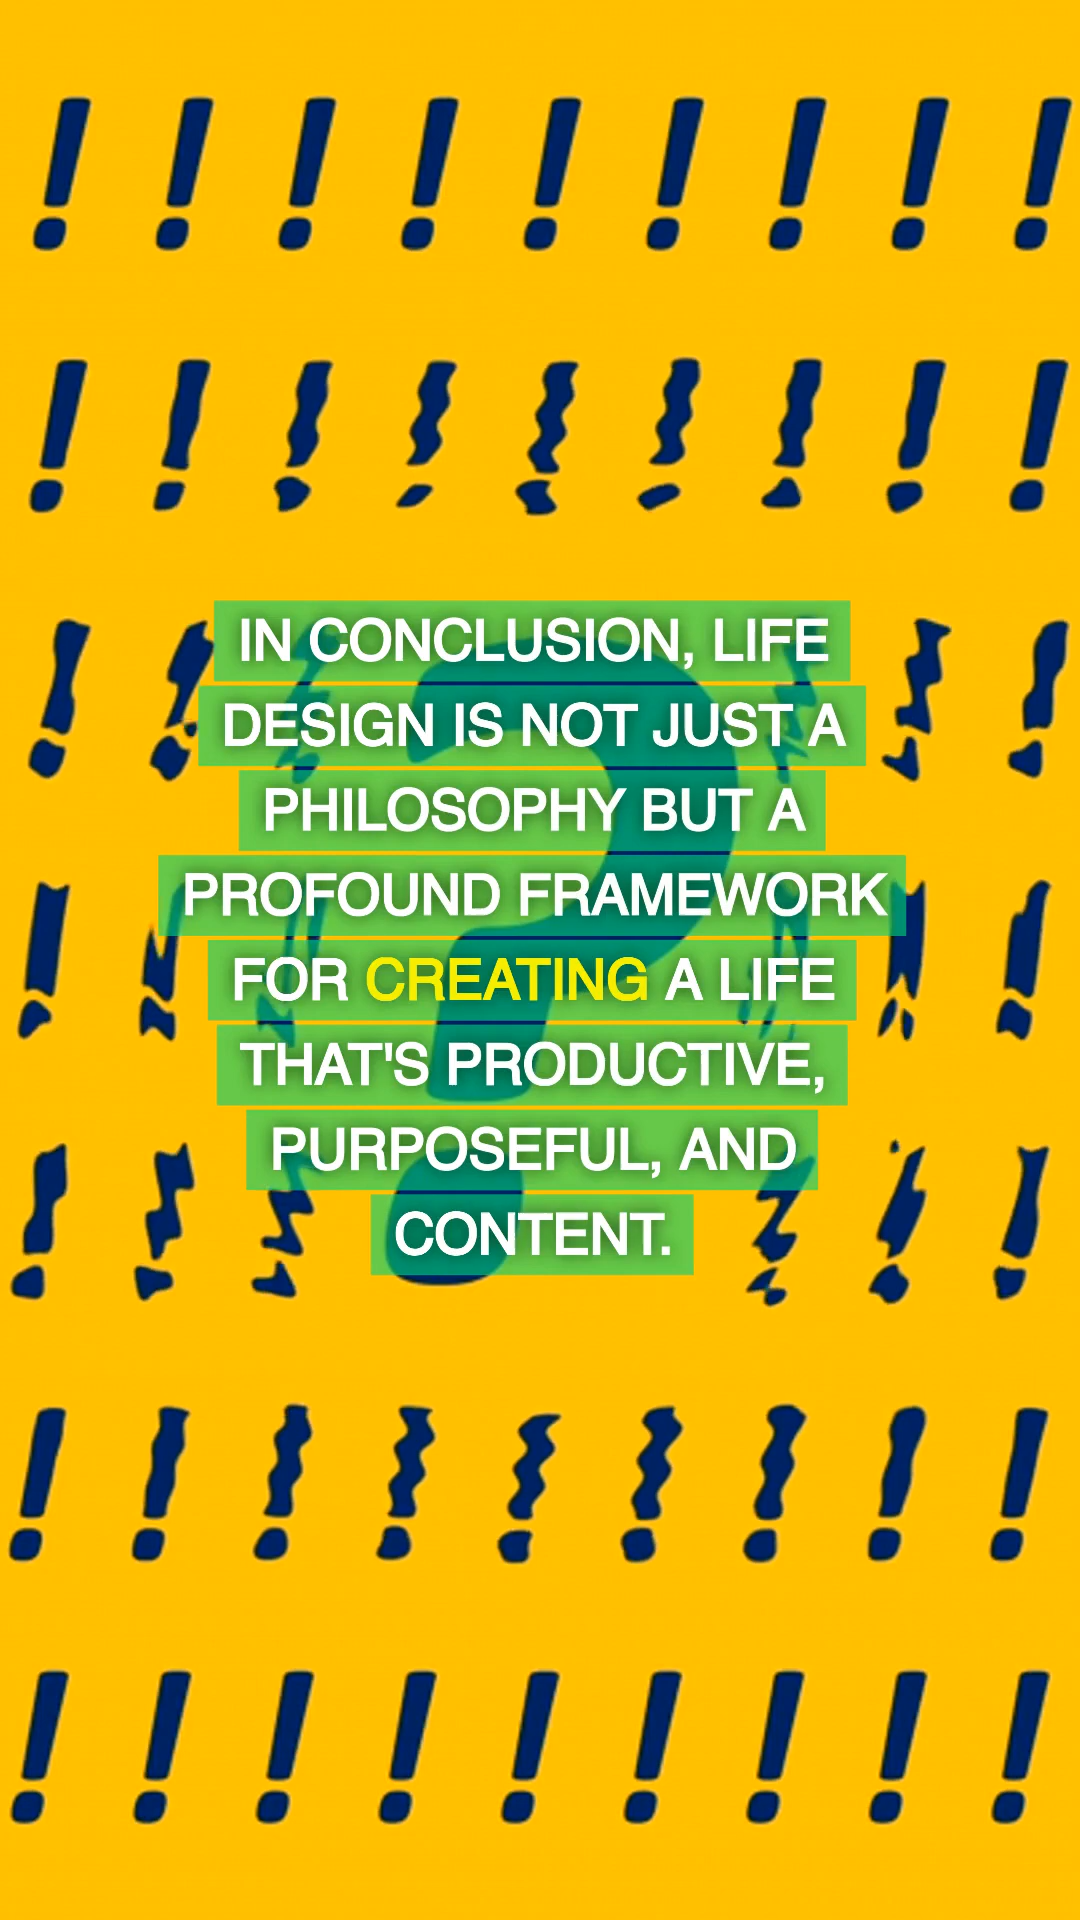 ! ! ! ! ! ! ! ! !
! ! ! ! ! ! ! ! !
IN CONCLUSION, LIFE
DESIGN IS NOT JUST A
PHILOSOPHY BUT A
PROFOUND FRAMEWORK
FOR CREATING A LIFE
THAT'S PRODUCTIVE,
PURPOSEFUL, AND
CONTENT.
?
! ! ! ! ! ! ! ! !
! ! ! ! ! ! ! ! !